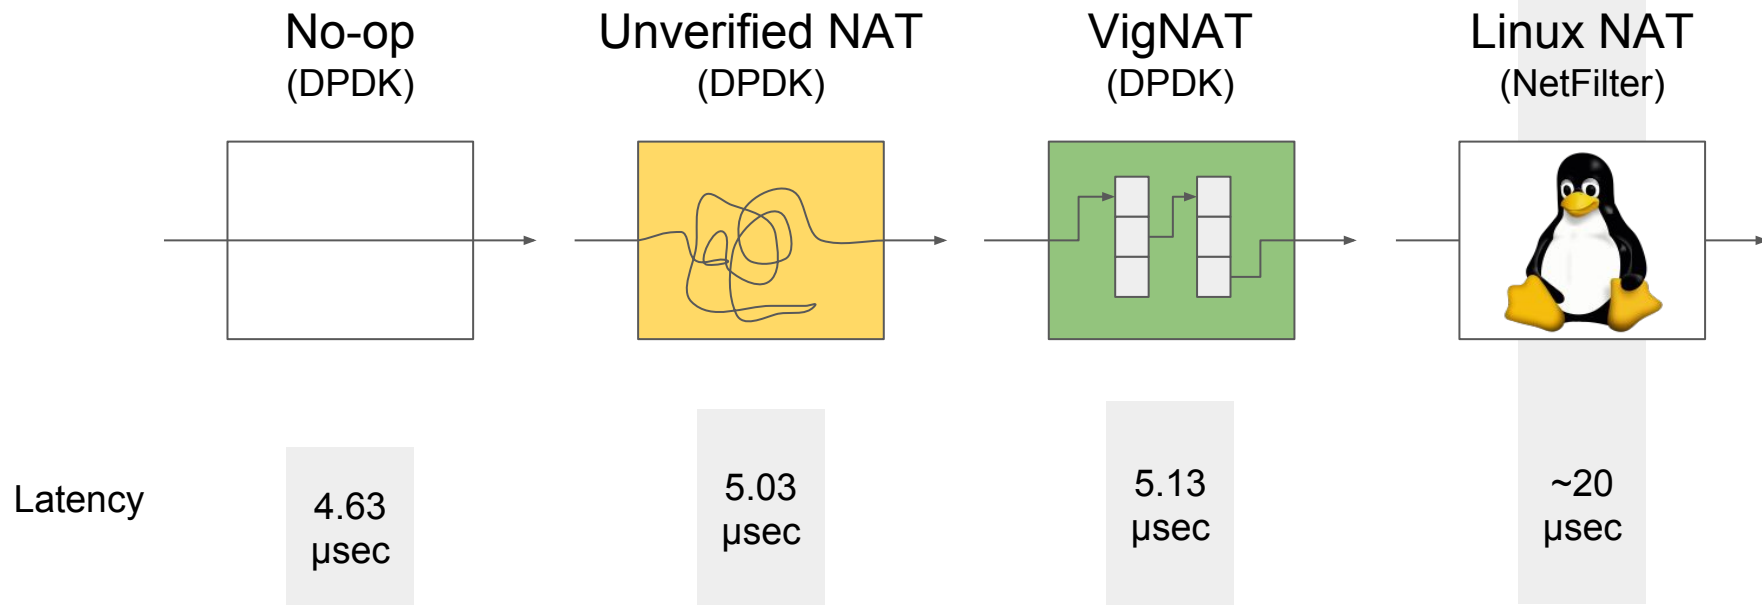 No-op
(DPDK)
Unverified NAT
(DPDK)
VigNAT
(DPDK)
Linux NAT
(NetFilter)
Latency
4.63
µsec
5.03
µsec
5.13
µsec
~20
µsec